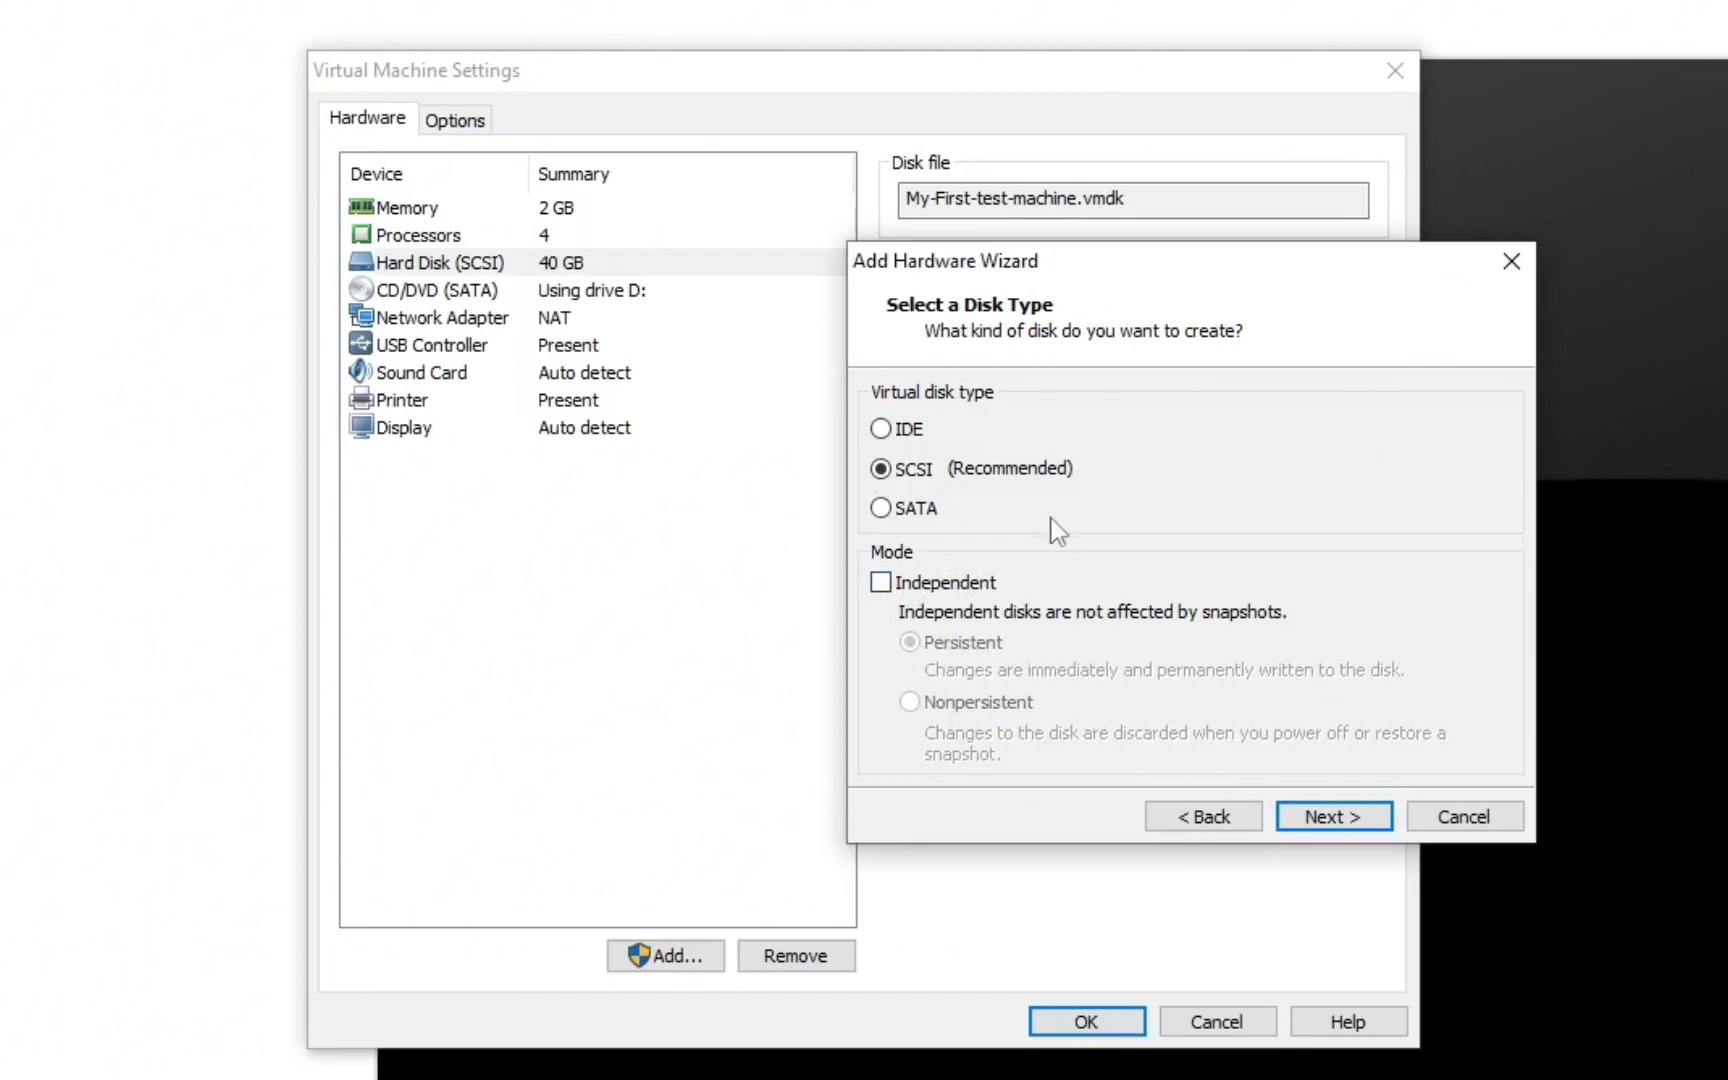 Virtual Machine Settings
Hardware
Options
Device Summary
Memory 2 GB
Processors 4
Hard Disk (SCSI) 40 GB
CD/DVD (SATA) Using drive D:
Network Adapter NAT
USB Controller Present
Sound Card Auto detect
Printer Present
Display Auto detect
Add...
Remove
Disk file
My-First-test-machine.vmdk
Add Hardware Wizard
Select a Disk Type
What kind of disk do you want to create?
Virtual disk type
IDE
SCSI (Recommended)
SATA
Mode
Independent
Independent disks are not affected by snapshots.
Persistent
Changes are immediately and permanently written to the disk.
Nonpersistent
Changes to the disk are discarded when you power off or restore a
snapshot.
< Back
Next >
Cancel
OK
Cancel
Help